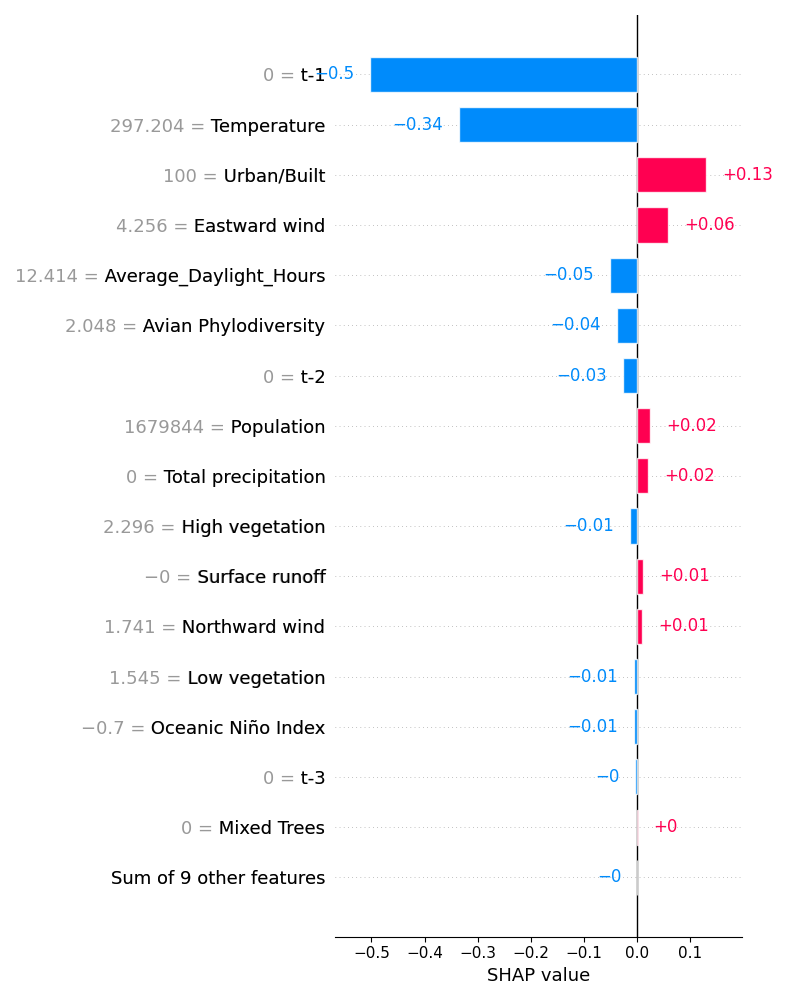 0 = t-1 −0.5
297.204 = Temperature −0.34
100 = Urban/Built +0.13
4.256 = Eastward wind +0.06
12.414 = Average_Daylight_Hours −0.05
2.048 = Avian Phylodiversity −0.04
0 = t-2 −0.03
1679844 = Population +0.02
0 = Total precipitation +0.02
2.296 = High vegetation −0.01
−0 = Surface runoff +0.01
1.741 = Northward wind +0.01
1.545 = Low vegetation −0.01
−0.7 = Oceanic Niño Index −0.01
0 = t-3 −0
0 = Mixed Trees +0
Sum of 9 other features −0
−0.5 −0.4 −0.3 −0.2 −0.1 0.0 0.1
SHAP value